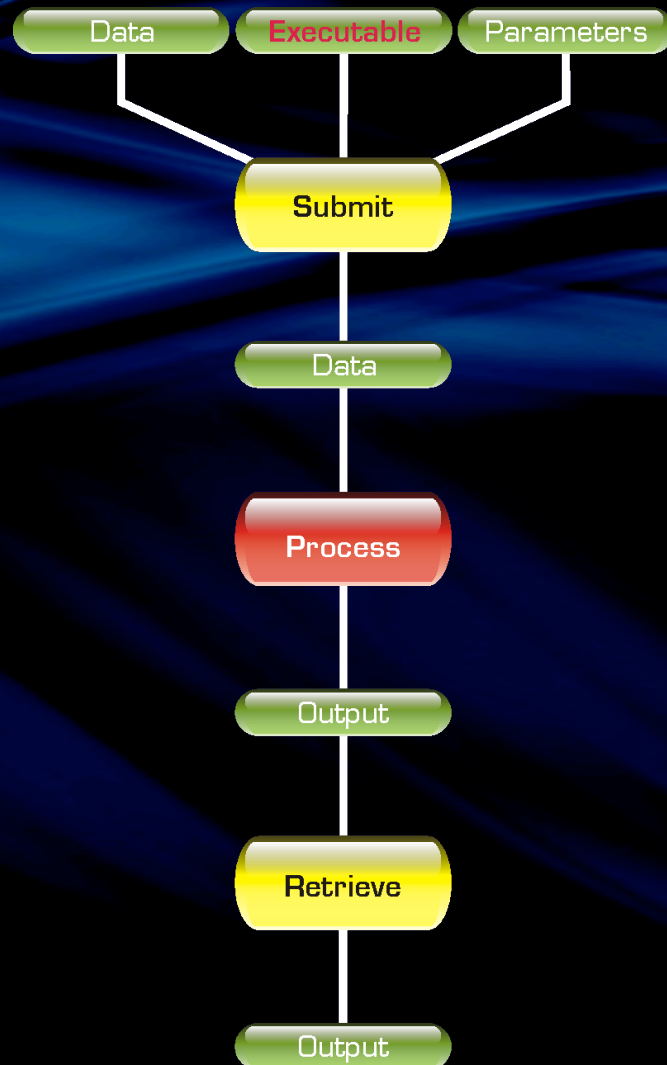 Data
Executable
Parameters
Submit
Data
Process
Output
Retrieve
Output